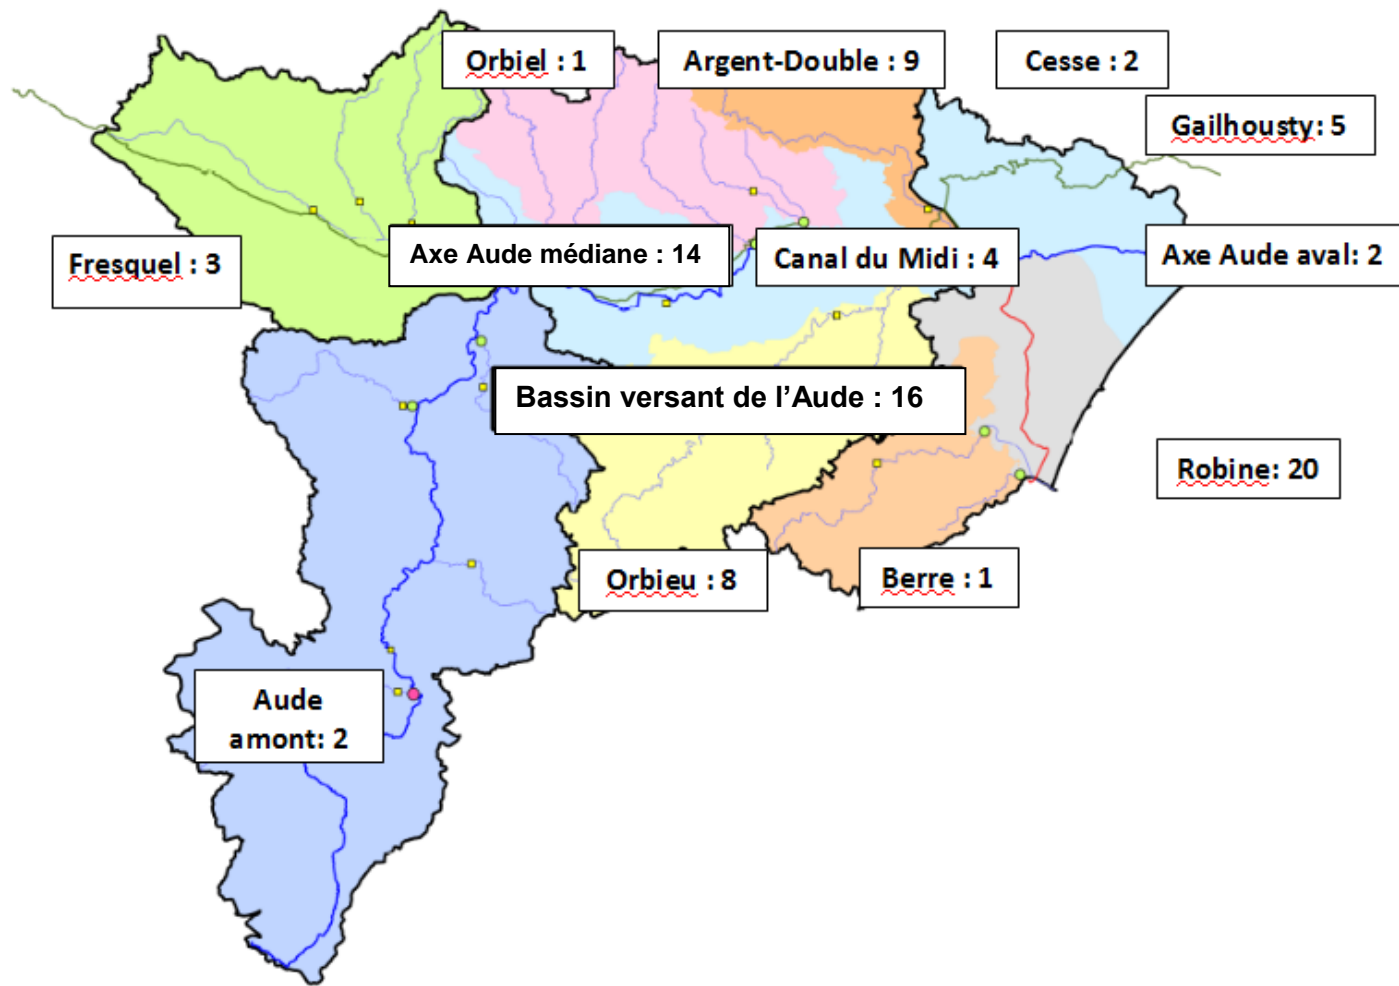 Orbiel : 1
Argent-Double : 9
Cesse : 2
Gailhousty: 5
Fresquel : 3
Axe Aude médiane : 14
Canal du Midi : 4
Axe Aude aval: 2
Bassin versant de l’Aude : 16
Robine: 20
Orbieu : 8
Berre : 1
Aude
amont: 2